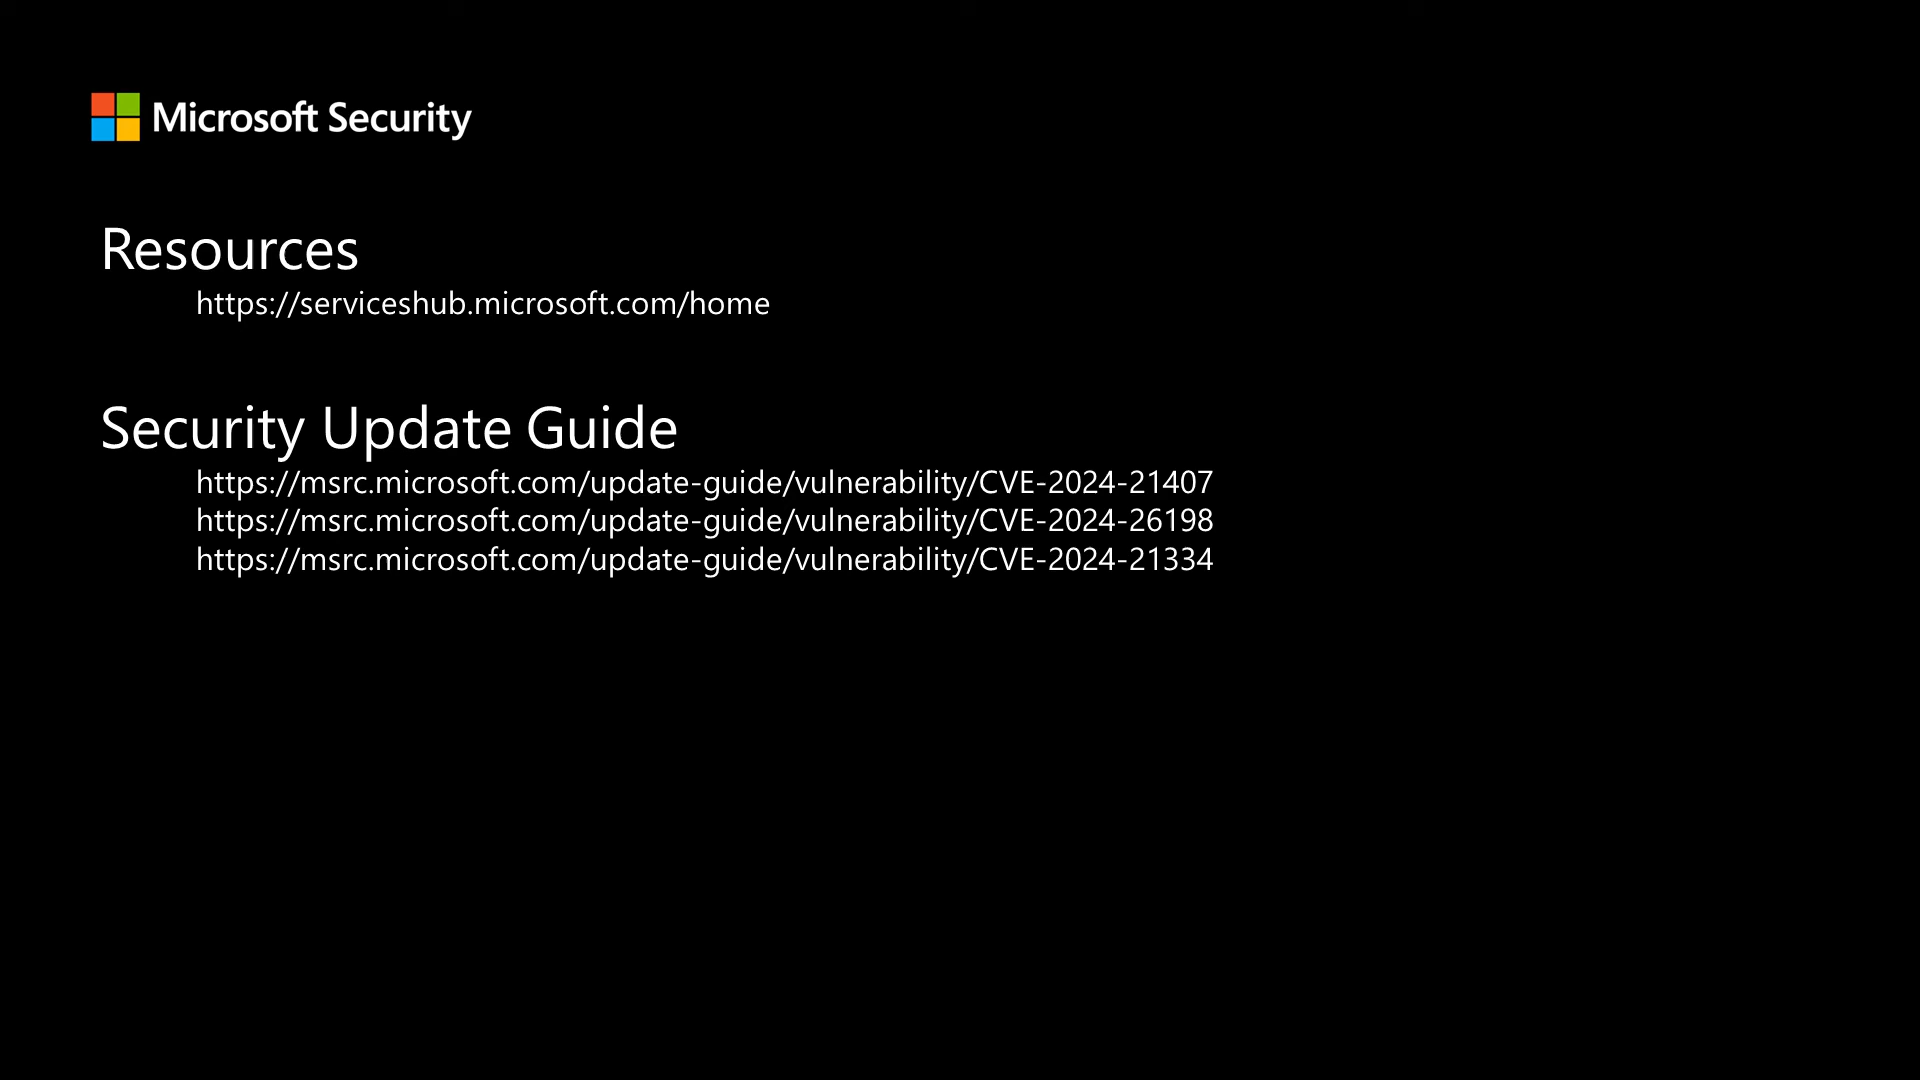 Microsoft Security
Resources
https://serviceshub.microsoft.com/home
Security Update Guide
https://msrc.microsoft.com/update-guide/vulnerability/CVE-2024-21407
https://msrc.microsoft.com/update-guide/vulnerability/CVE-2024-26198
https://msrc.microsoft.com/update-guide/vulnerability/CVE-2024-21334